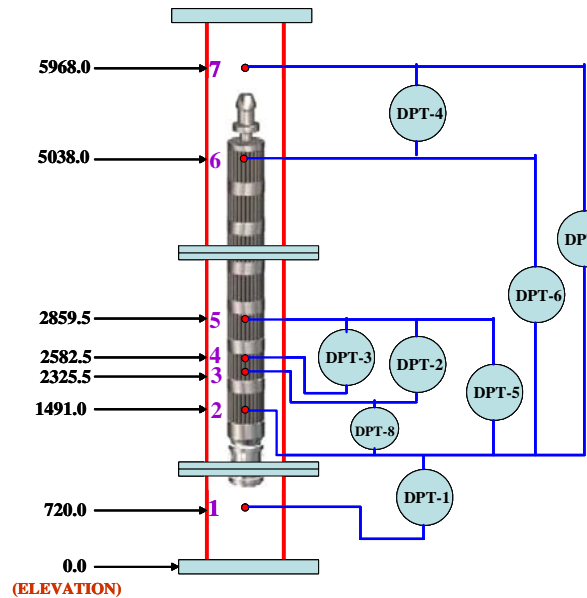 5968.0 7
DPT-4
5038.0 6
DPT
DPT-6
2859.5 5
2582.5 4
DPT-3
DPT-2
2325.5 3
DPT-5
1491.0 2
DPT-8
DPT-1
720.0 1
0.0
(ELEVATION)